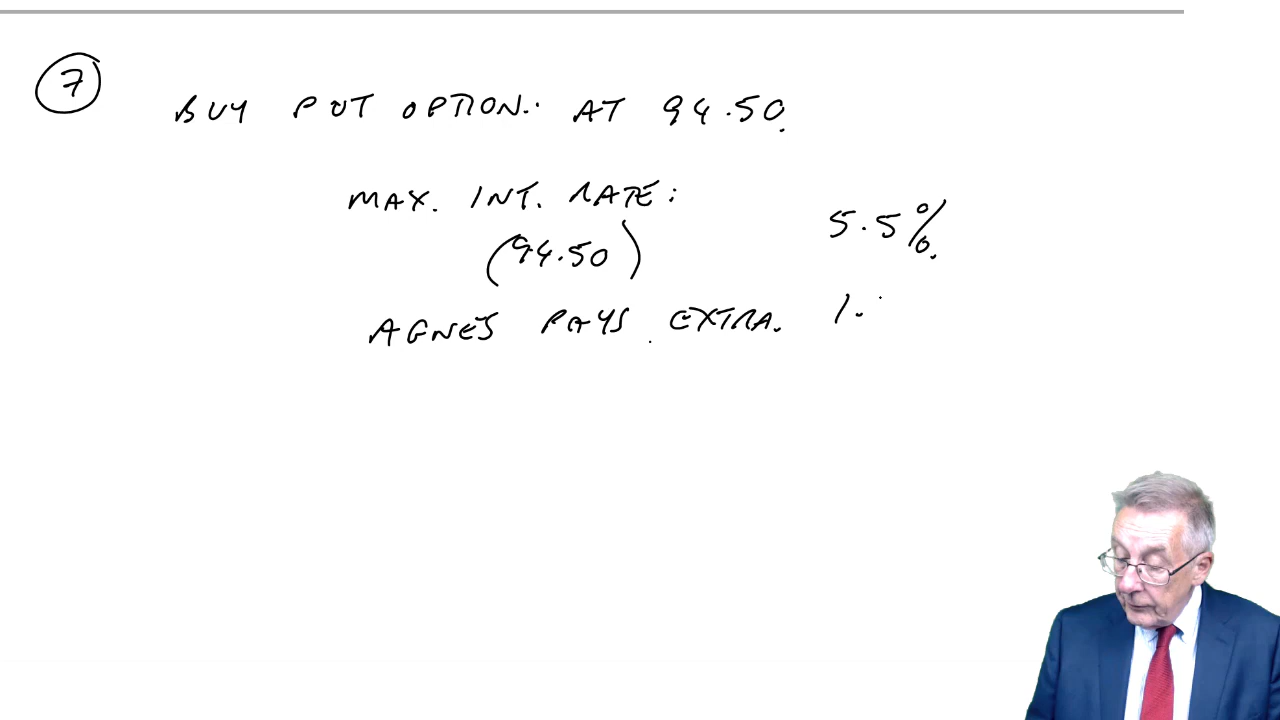 7
BUY PUT OPTION. AT 94.50.
MAX. INT. RATE:
5.5%.
(94.50)
AGNES PAYS. EXTRA. 1.